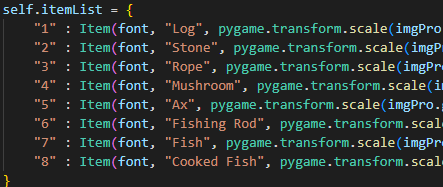 self.itemList = {
"1" : Item(font, "Log", pygame.transform.scale(imgPro
"2" : Item(font, "Stone", pygame.transform.scale(im
"3" : Item(font, "Rope", pygame.transform.scale(img
"4" : Item(font, "Mushroom", pygame.transform.scale(i
"5" : Item(font, "Ax", pygame.transform.scale(imgPro.
"6" : Item(font, "Fishing Rod", pygame.transform.scal
"7" : Item(font, "Fish", pygame.transform.scale(imgPr
"8" : Item(font, "Cooked Fish", pygame.transform.scal
}